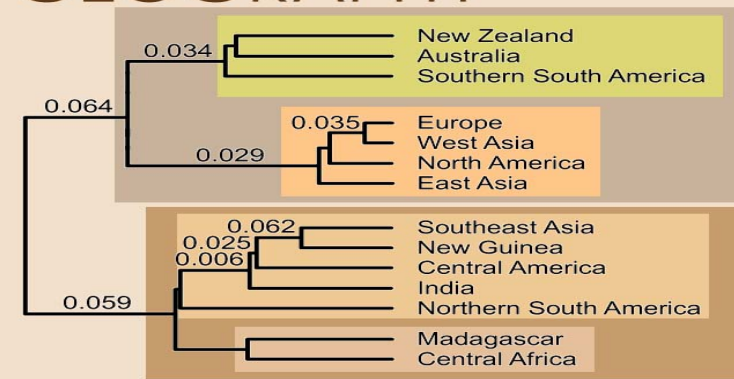 New Zealand
0.034
Australia
Southern South America
0.064
0.035
Europe
West Asia
0.029
North America
East Asia
0.062
Southeast Asia
0.025
New Guinea
0.006
Central America
India
0.059
Northern South America
Madagascar
Central Africa